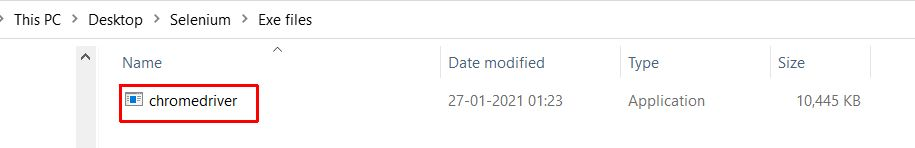 This PC > Desktop > Selenium > Exe files
Name Date modified Type Size
chromedriver 27-01-2021 01:23 Application 10,445 KB